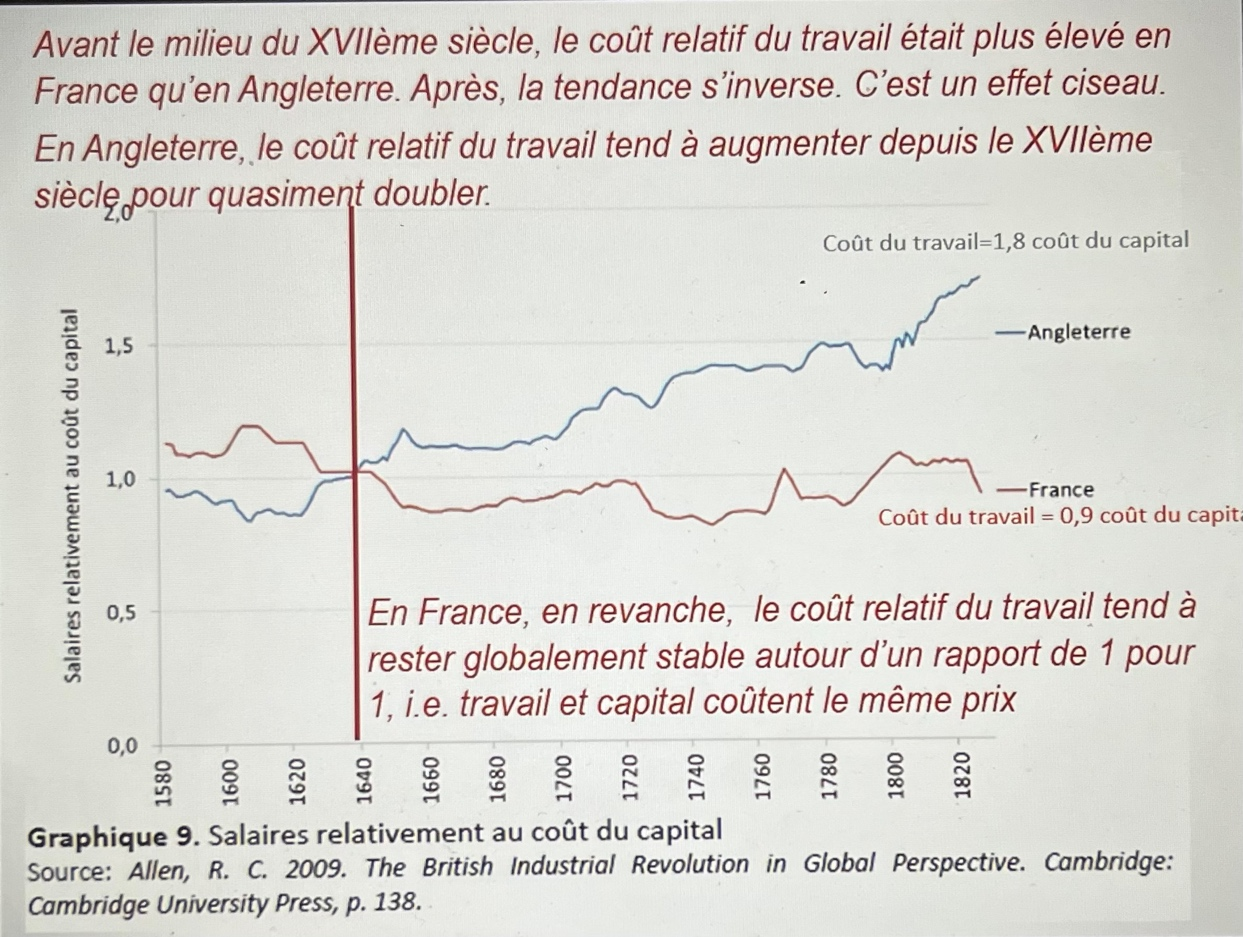 Avant le milieu du XVIIème siècle, le coût relatif du travail était plus élevé en
France qu'en Angleterre. Après, la tendance s'inverse. C'est un effet ciseau.
En Angleterre, le coût relatif du travail tend à augmenter depuis le XVIIème
siècle pour quasiment doubler.
2,0
Coût du travail=1,8 coût du capital
Salaires relativement au coût du capital
1,5
Angleterre
1,0
France
Coût du travail = 0,9 coût du capita
0,5
En France, en revanche, le coût relatif du travail tend à
rester globalement stable autour d'un rapport de 1 pour
1, i.e. travail et capital coûtent le même prix
0,0
1580 1600 1620 1640 1660 1680 1700 1720 1740 1760 1780 1800 1820
Graphique 9. Salaires relativement au coût du capital
Source: Allen, R. C. 2009. The British Industrial Revolution in Global Perspective. Cambridge:
Cambridge University Press, p. 138.